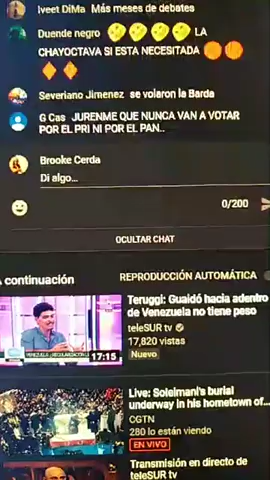 Iveet DiMa Más meses de debates
Duende negro LA
CHAYOCTAVA SI ESTA NECESITADA
Severiano Jimenez se volaron la Barda
G Cas JURENME QUE NUNCA VAN A VOTAR
POR EL PRI NI POR EL PAN..
Brooke Cerda
Di algo...
0/200
OCULTAR CHAT
A continuación
REPRODUCCIÓN AUTOMÁTICA
Teruggi: Guaidó hacia adentro
de Venezuela no tiene peso
teleSUR tv
17,820 vistas
Nuevo
17:15
Live: Soleimani's burial
underway in his hometown of...
CGTN
280 lo están viendo
EN VIVO
Transmisión en directo de
teleSUR tv